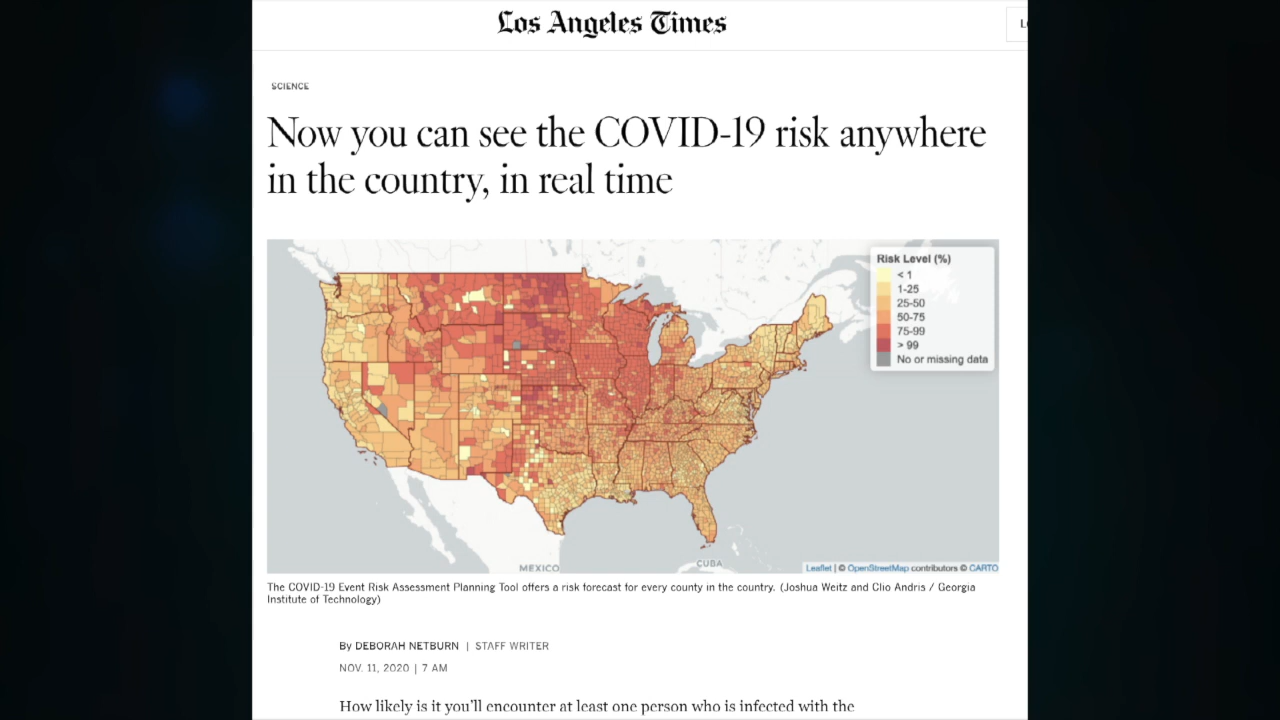 Los Angeles Times
SCIENCE
Now you can see the COVID-19 risk anywhere
in the country, in real time
Risk Level (%)
< 1
1-25
25-50
50-75
75-99
> 99
No or missing data
MEXICO
CUBA
Leaflet | © OpenStreetMap contributors © CARTO
The COVID-19 Event Risk Assessment Planning Tool offers a risk forecast for every county in the country. (Joshua Weitz and Clio Andris / Georgia
Institute of Technology)
By DEBORAH NETBURN | STAFF WRITER
NOV. 11, 2020 | 7 AM
How likely is it you’ll encounter at least one person who is infected with the